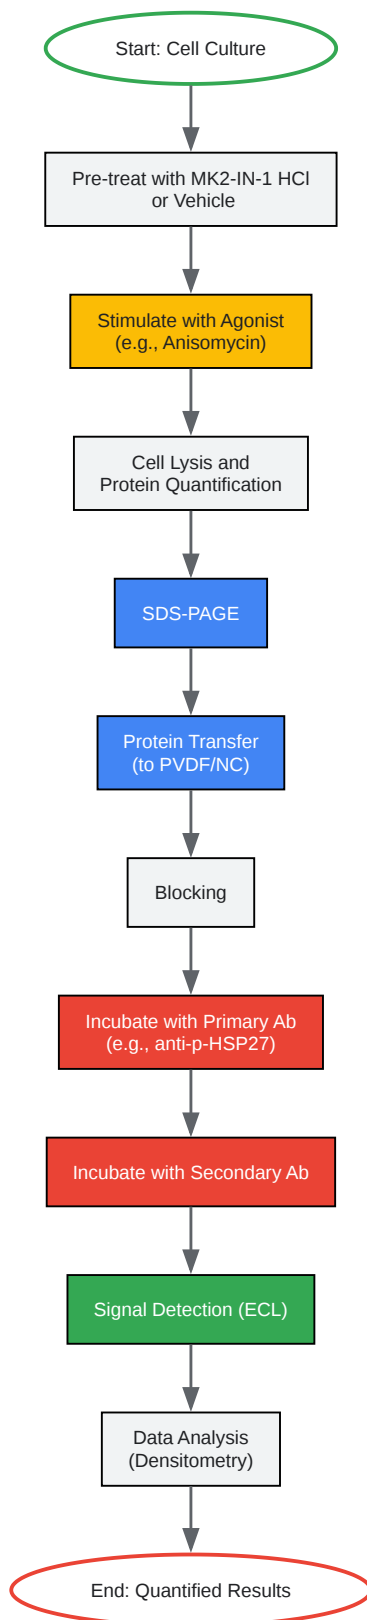 Start: Cell Culture
Pre-treat with MK2-IN-1 HCl
or Vehicle
Stimulate with Agonist
(e.g., Anisomycin)
Cell Lysis and
Protein Quantification
SDS-PAGE
Protein Transfer
(to PVDF/NC)
Blocking
Incubate with Primary Ab
(e.g., anti-p-HSP27)
Incubate with Secondary Ab
Signal Detection (ECL)
Data Analysis
(Densitometry)
End: Quantified Results